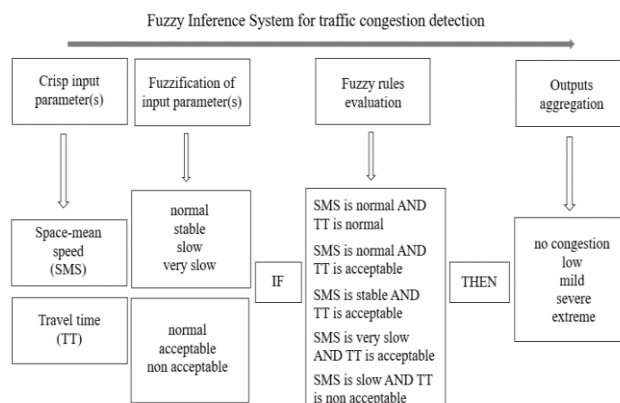 Fuzzy Inference System for traffic congestion detection
Crisp input
parameter(s)
Fuzzification of
input parameter(s)
Fuzzy rules
evaluation
Outputs
aggregation
Space-mean
speed
(SMS)
Travel time
(TT)
normal
stable
slow
very slow
normal
acceptable
non acceptable
IF
SMS is normal AND
TT is normal
SMS is normal AND
TT is acceptable
SMS is stable AND
TT is acceptable
SMS is very slow
AND TT is acceptable
SMS is slow AND TT
is non acceptable
THEN
no congestion
low
mild
severe
extreme